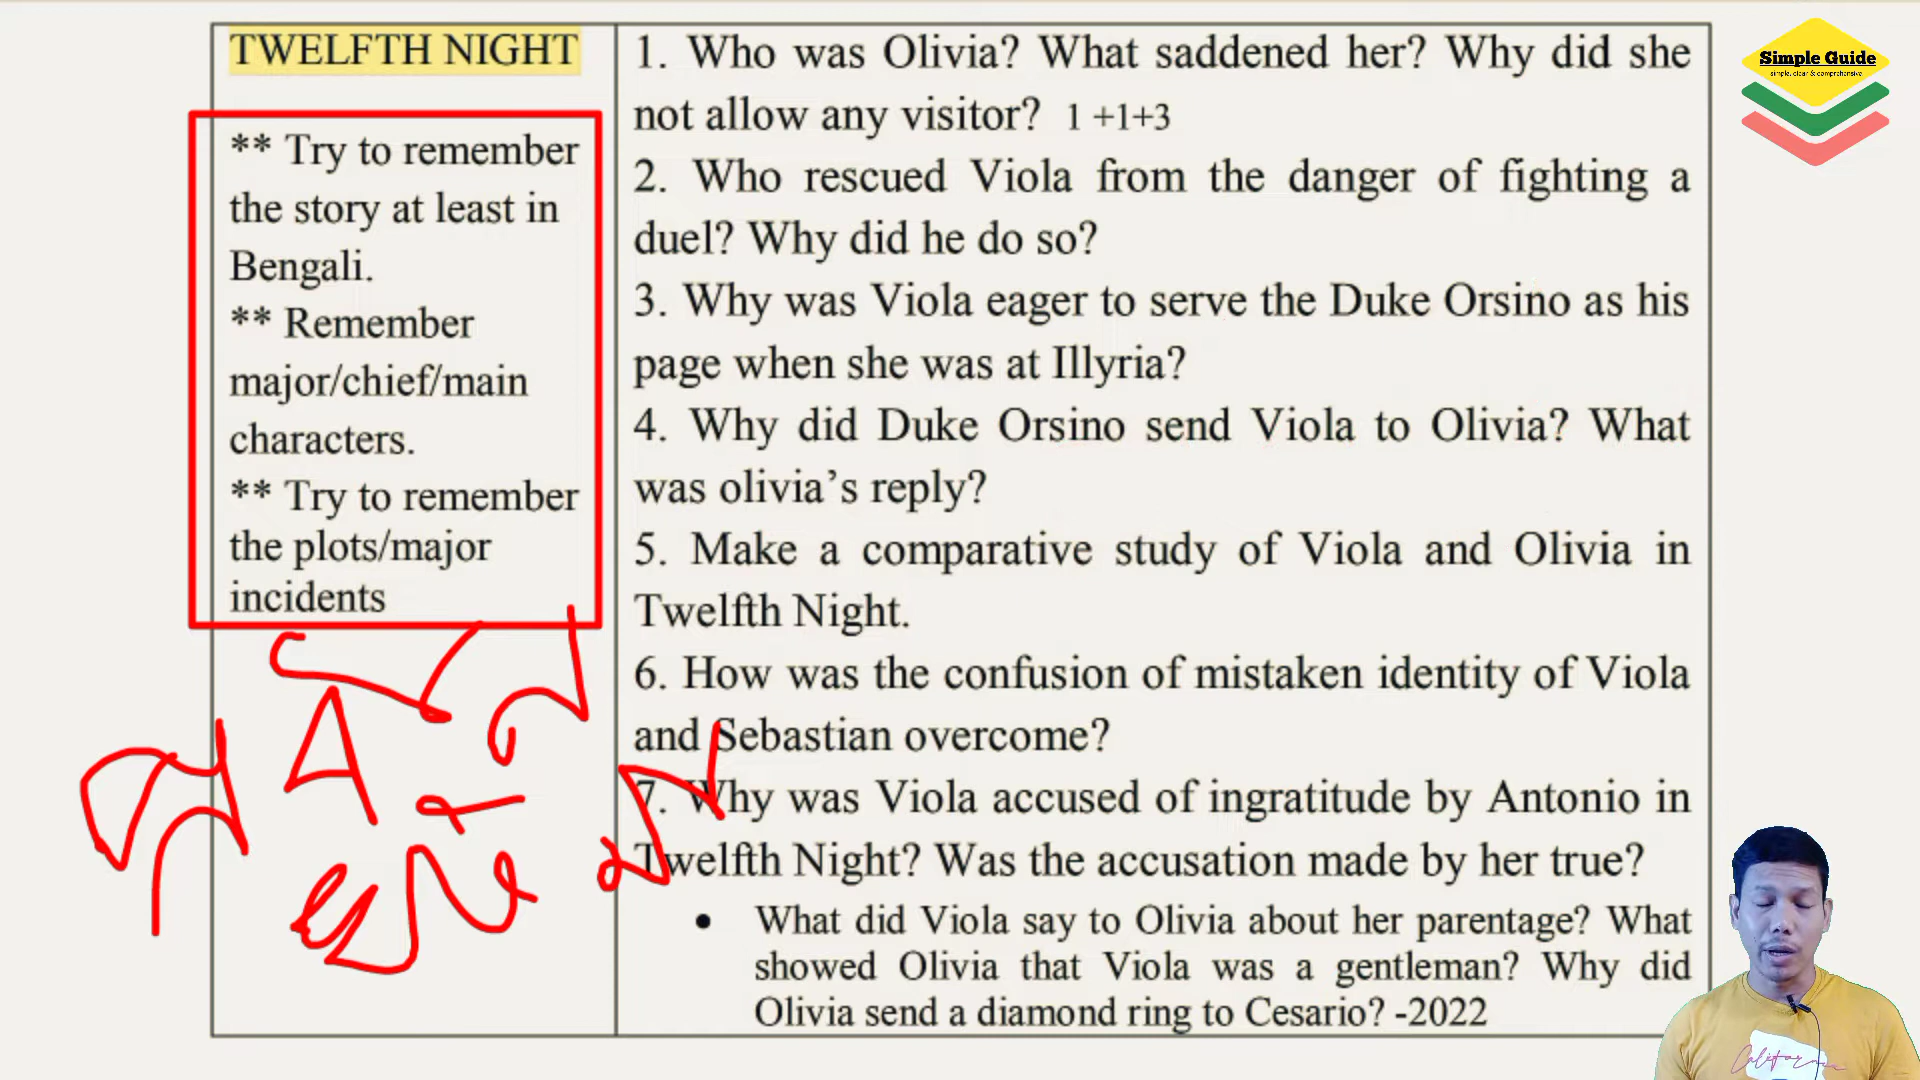 TWELFTH NIGHT
** Try to remember
the story at least in
Bengali.
** Remember
major/chief/main
characters.
** Try to remember
the plots/major
incidents
1. Who was Olivia? What saddened her? Why did she
not allow any visitor? 1 +1+3
2. Who rescued Viola from the danger of fighting a
duel? Why did he do so?
3. Why was Viola eager to serve the Duke Orsino as his
page when she was at Illyria?
4. Why did Duke Orsino send Viola to Olivia? What
was olivia’s reply?
5. Make a comparative study of Viola and Olivia in
Twelfth Night.
6. How was the confusion of mistaken identity of Viola
and Sebastian overcome?
7. Why was Viola accused of ingratitude by Antonio in
Twelfth Night? Was the accusation made by her true?
• What did Viola say to Olivia about her parentage? What
showed Olivia that Viola was a gentleman? Why did
Olivia send a diamond ring to Cesario? -2022
Simple Guide
simple, clear & comprehensive